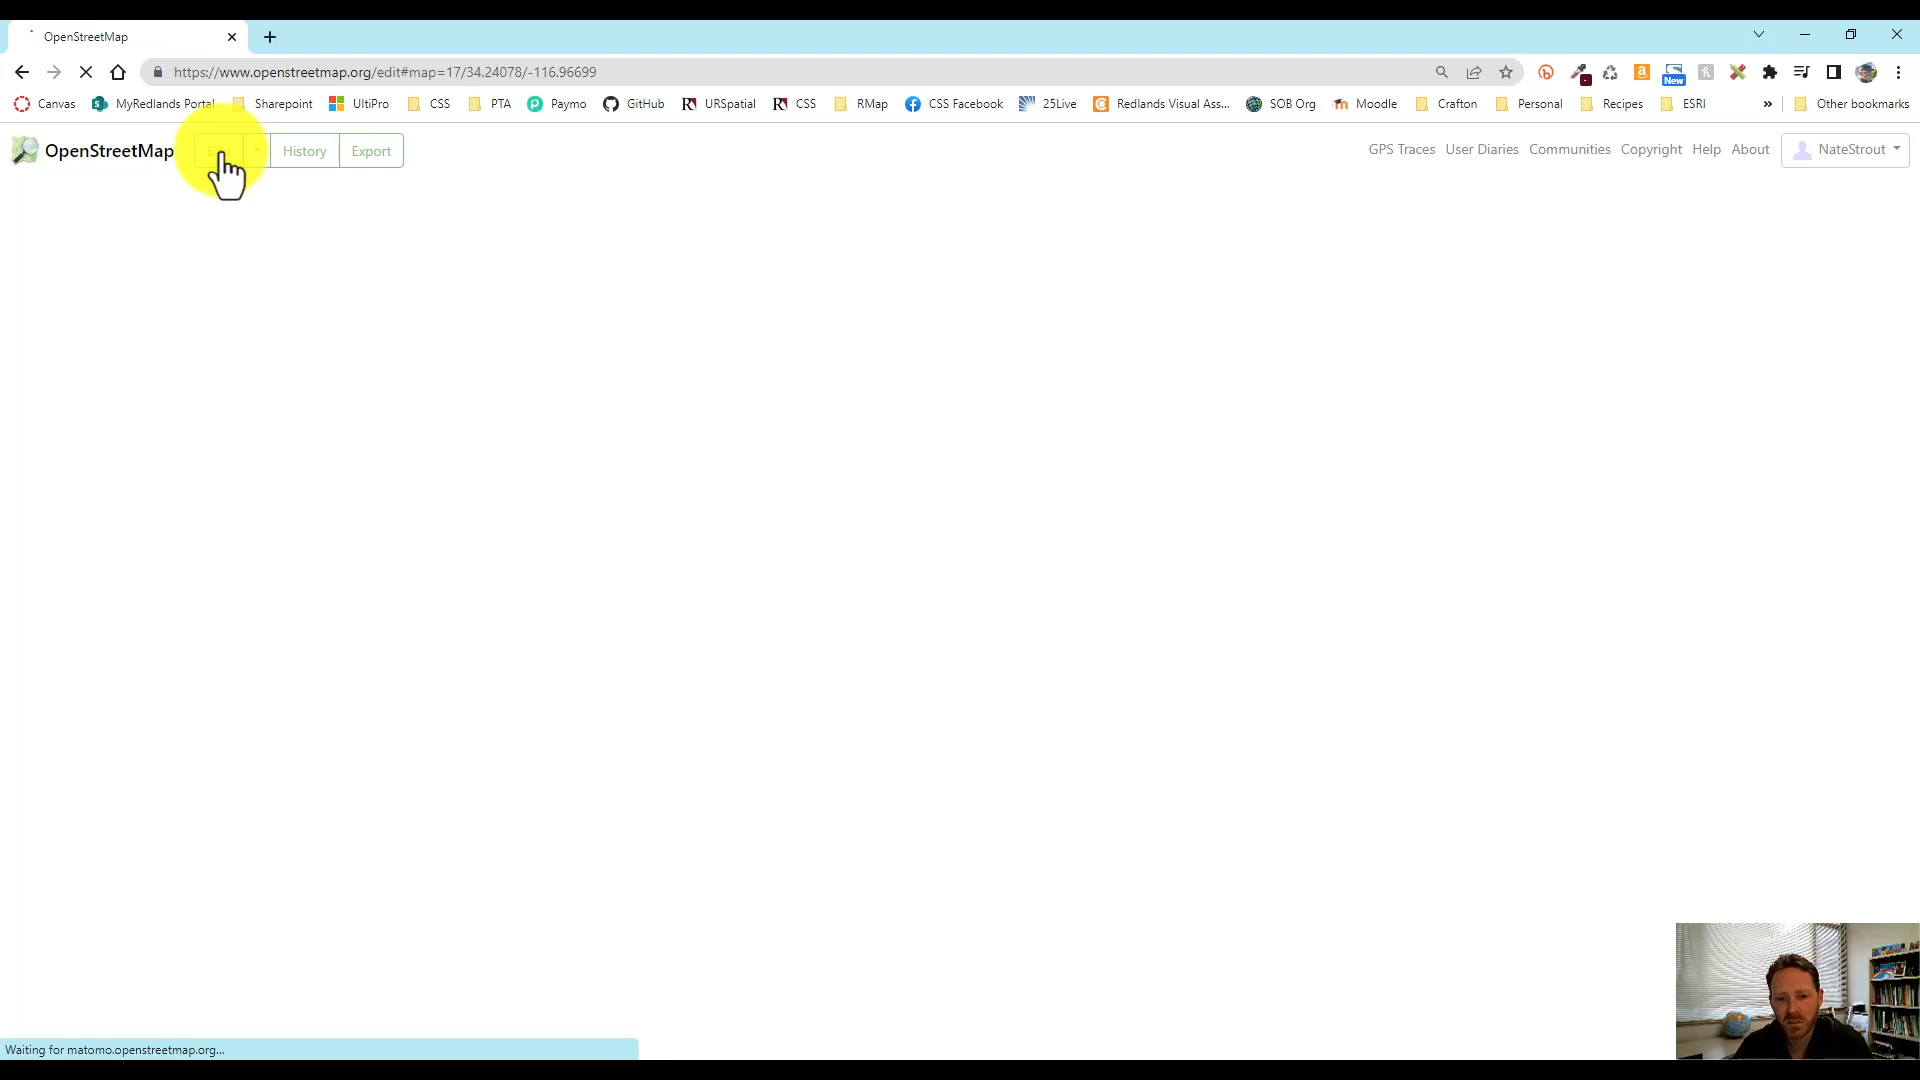 OpenStreetMap
https://www.openstreetmap.org/edit#map=17/34.24078/-116.96699
New
Canvas MyRedlands Portal Sharepoint UltiPro CSS PTA Paymo GitHub URSpatial CSS RMap CSS Facebook 25Live Redlands Visual Ass... SOB Org Moodle Crafton Personal Recipes ESRI » Other bookmarks
OpenStreetMap History Export GPS Traces User Diaries Communities Copyright Help About NateStrout
Waiting for matomo.openstreetmap.org...